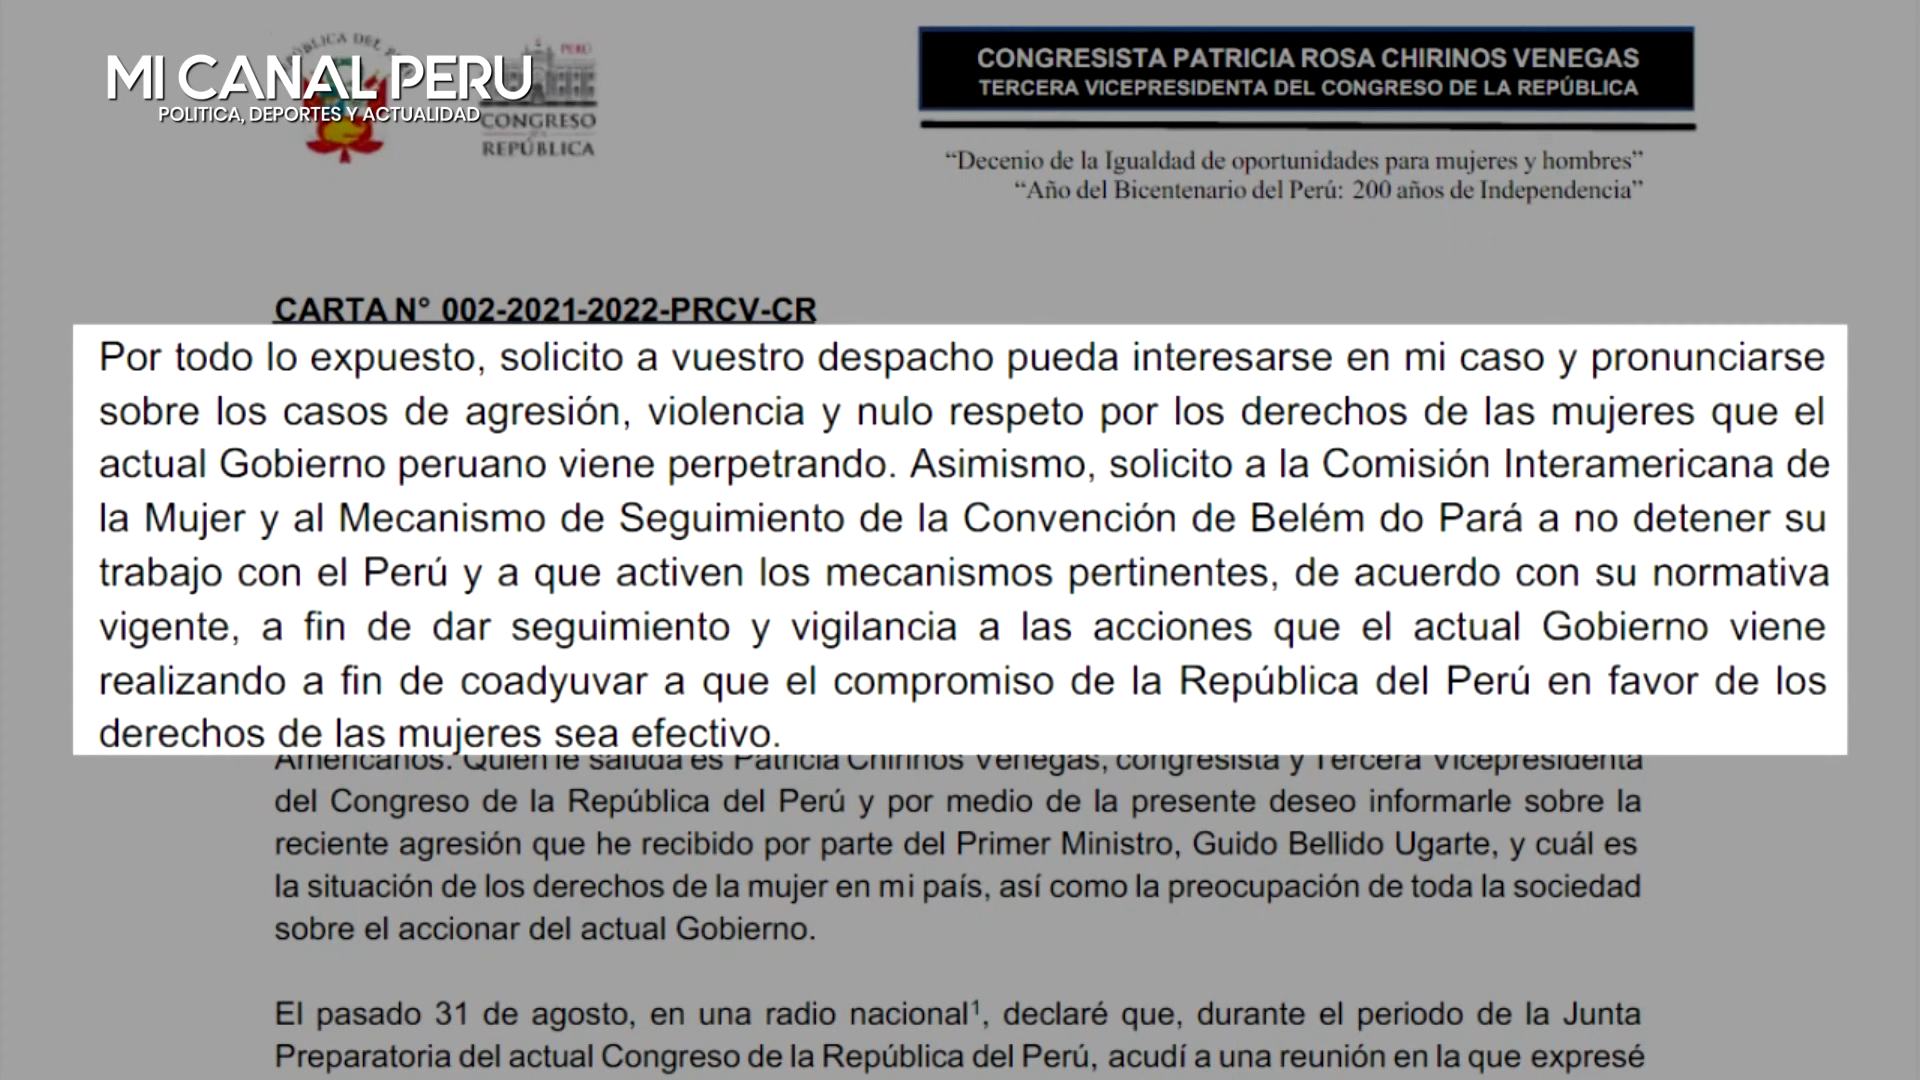 MI CANAL PERU
POLITICA, DEPORTES Y ACTUALIDAD
PERÚ
CONGRESO
REPÚBLICA
CONGRESISTA PATRICIA ROSA CHIRINOS VENEGAS
TERCERA VICEPRESIDENTA DEL CONGRESO DE LA REPÚBLICA
“Decenio de la Igualdad de oportunidades para mujeres y hombres”
“Año del Bicentenario del Perú: 200 años de Independencia”
CARTA N° 002-2021-2022-PRCV-CR
Por todo lo expuesto, solicito a vuestro despacho pueda interesarse en mi caso y pronunciarse
sobre los casos de agresión, violencia y nulo respeto por los derechos de las mujeres que el
actual Gobierno peruano viene perpetrando. Asimismo, solicito a la Comisión Interamericana de
la Mujer y al Mecanismo de Seguimiento de la Convención de Belém do Pará a no detener su
trabajo con el Perú y a que activen los mecanismos pertinentes, de acuerdo con su normativa
vigente, a fin de dar seguimiento y vigilancia a las acciones que el actual Gobierno viene
realizando a fin de coadyuvar a que el compromiso de la República del Perú en favor de los
derechos de las mujeres sea efectivo.
Americanos. Quien le saluda es Patricia Chirinos Venegas, congresista y Tercera Vicepresidenta
del Congreso de la República del Perú y por medio de la presente deseo informarle sobre la
reciente agresión que he recibido por parte del Primer Ministro, Guido Bellido Ugarte, y cuál es
la situación de los derechos de la mujer en mi país, así como la preocupación de toda la sociedad
sobre el accionar del actual Gobierno.
El pasado 31 de agosto, en una radio nacional¹, declaré que, durante el periodo de la Junta
Preparatoria del actual Congreso de la República del Perú, acudí a una reunión en la que expresé